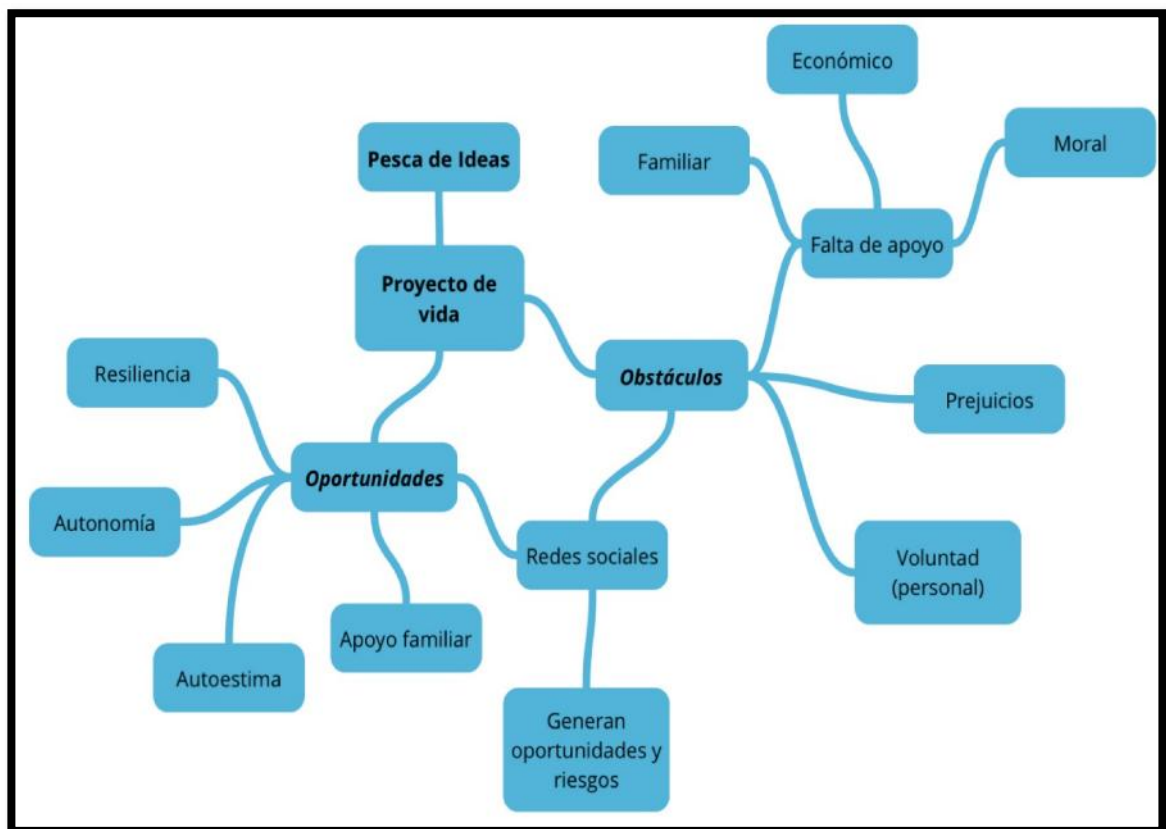 Económico
Moral
Pesca de Ideas
Familiar
Falta de apoyo
Proyecto de
vida
Resiliencia
Obstáculos
Prejuicios
Oportunidades
Autonomía
Redes sociales
Voluntad
(personal)
Apoyo familiar
Autoestima
Generan
oportunidades y
riesgos